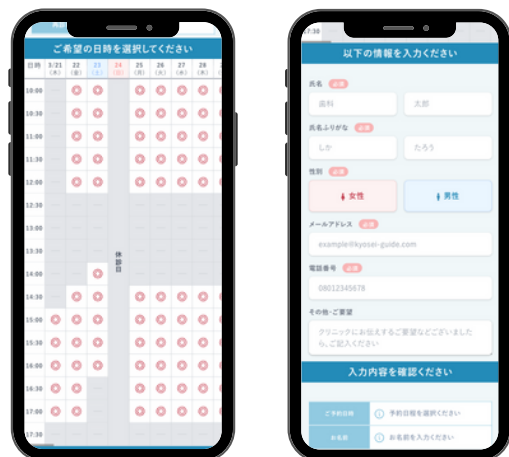 ご希望の日時を選択してください
日時 3/21 22 23 24 25 26 27 28
(木) (金) (土) (日) (月) (火) (水) (木)
10:00
10:30
11:00
11:30
12:00
12:30
13:00
13:30
14:00
14:30
15:00
15:30
16:00
16:30
17:00
17:30
休診日
17:30
以下の情報を入力ください
氏名 必須
歯科 太郎
氏名ふりがな 必須
しか たろう
性別 必須
女性 男性
メールアドレス 必須
example@kyosei-guide.com
電話番号 必須
08012345678
その他・ご要望
クリニックにお伝えするご要望などございました
ら、ご記入ください
入力内容を確認ください
ご予約日時 予約日程を選択ください
お名前 お名前を入力ください